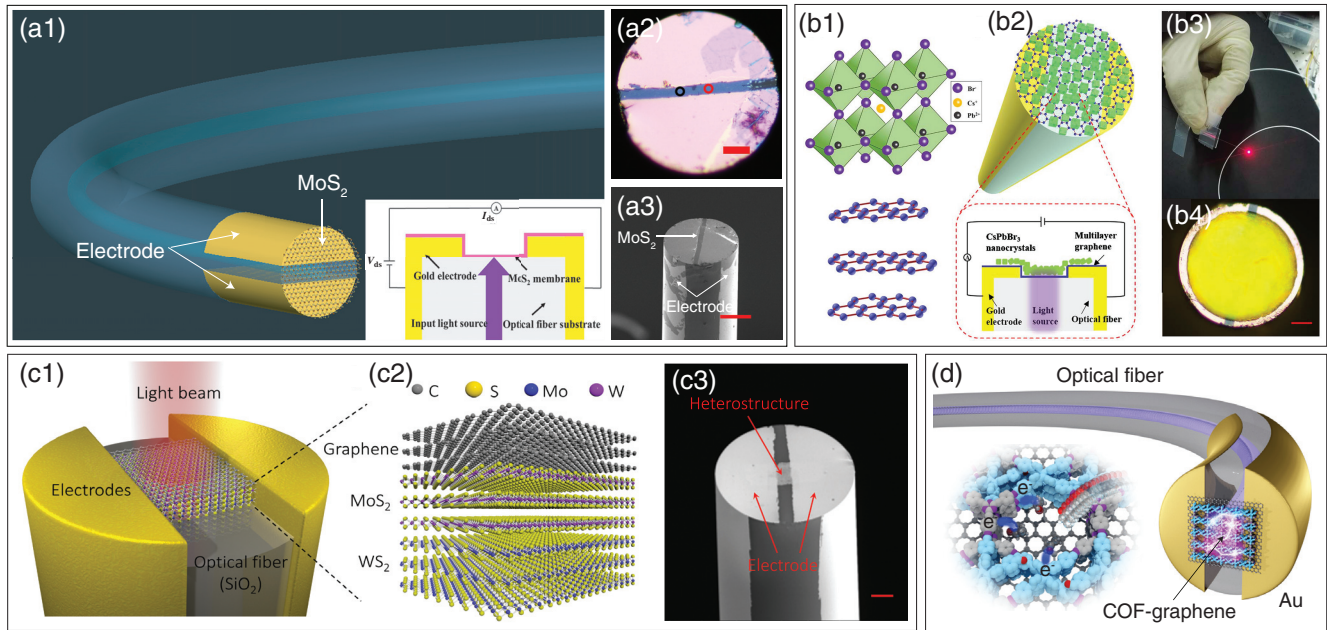 (a1)
MoS2
Electrode
Ids
A
Vds
Gold electrode
MoS2 membrane
Input light source
Optical fiber substrate
(a2)
(a3)
MoS2
Electrode
(b1)
Br-
Cs+
Pb2+
(b2)
CsPbBr3
nanocrystals
Multilayer
graphene
A
Gold
electrode
Light
source
Optical fiber
(b3)
(b4)
(c1)
Light beam
Electrodes
Optical fiber
(SiO2)
(c2)
C S Mo W
Graphene
MoS2
WS2
(c3)
Heterostructure
Electrode
(d)
Optical fiber
e-
e-
e-
COF-graphene
Au